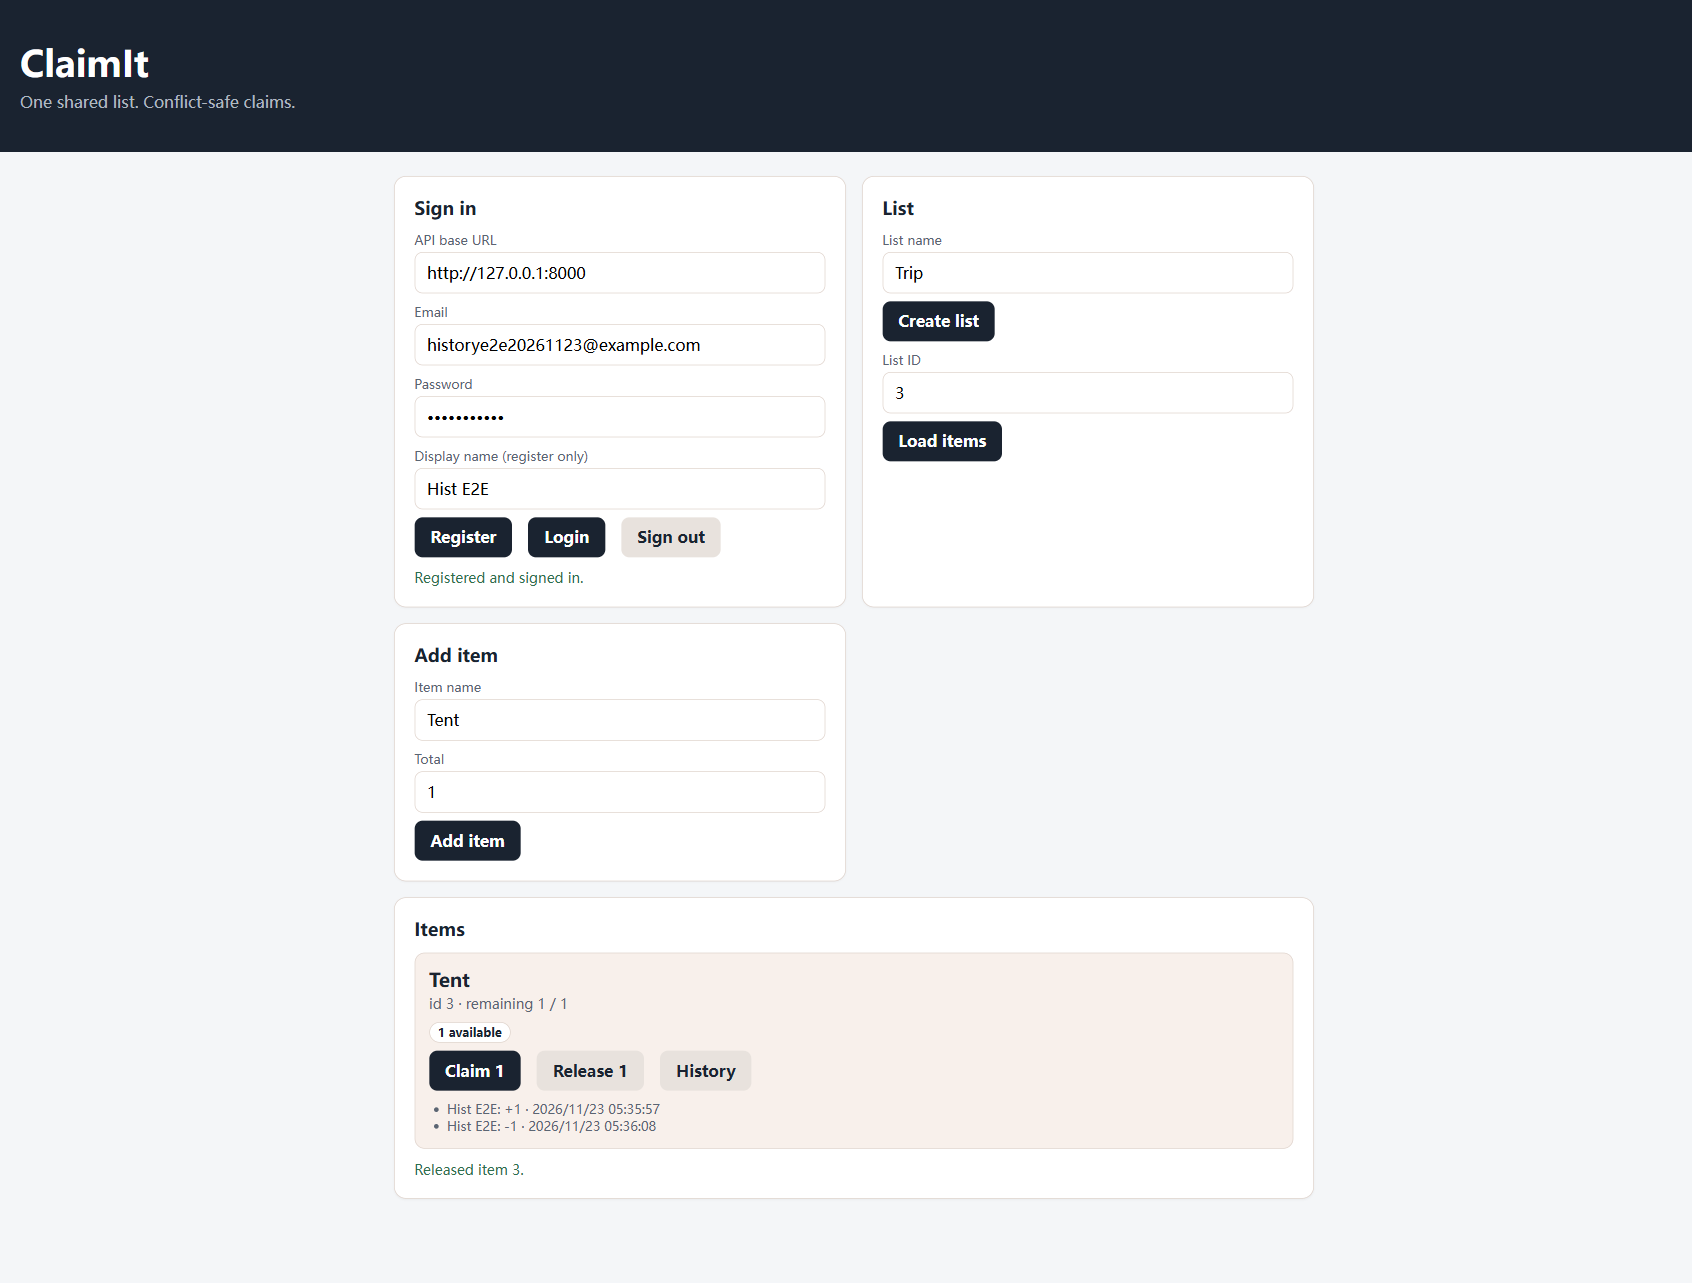 ClaimIt
One shared list. Conflict-safe claims.
Sign in
API base URL
http://127.0.0.1:8000
Email
historye2e20261123@example.com
Password
•••••••••••
Display name (register only)
Hist E2E
Register Login Sign out
Registered and signed in.
List
List name
Trip
Create list
List ID
3
Load items
Add item
Item name
Tent
Total
1
Add item
Items
Tent
id 3 · remaining 1 / 1
1 available
Claim 1 Release 1 History
• Hist E2E: +1 · 2026/11/23 05:35:57
• Hist E2E: -1 · 2026/11/23 05:36:08
Released item 3.